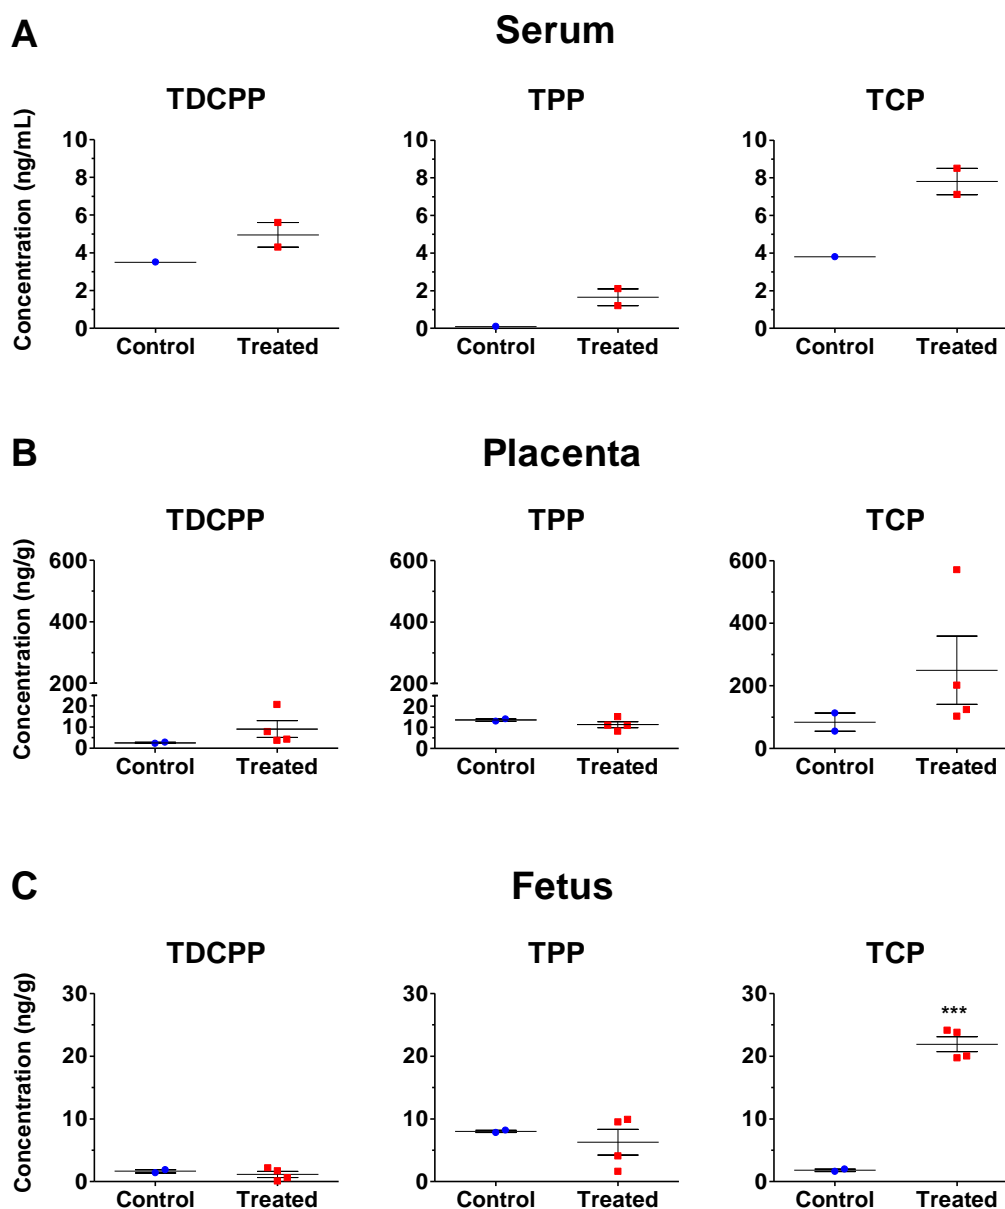 A
Serum
TDCPP
TPP
TCP
Concentration (ng/mL)
10
8
6
4
2
0
Control Treated
10
8
6
4
2
0
Control Treated
10
8
6
4
2
0
Control Treated
B
Placenta
TDCPP
TPP
TCP
Concentration (ng/g)
600
400
200
20
10
0
Control Treated
600
400
200
20
10
0
Control Treated
600
400
200
0
Control Treated
C
Fetus
TDCPP
TPP
TCP
Concentration (ng/g)
30
20
10
0
Control Treated
30
20
10
0
Control Treated
30
20
10
0
***
Control Treated